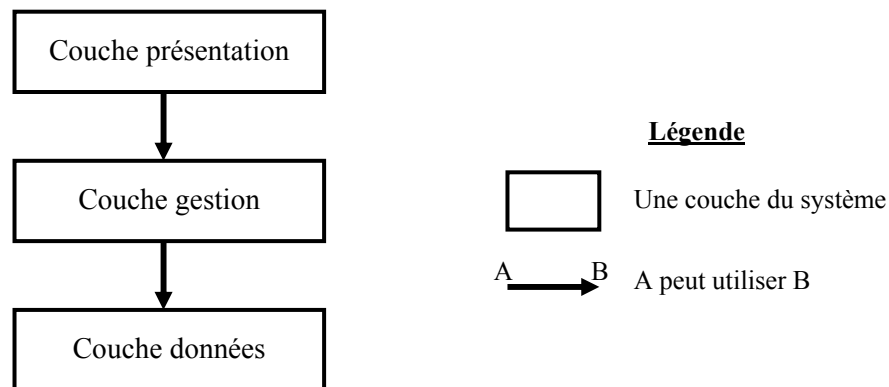 Couche présentation
Couche gestion
Couche données
Légende
Une couche du système
A B
A peut utiliser B